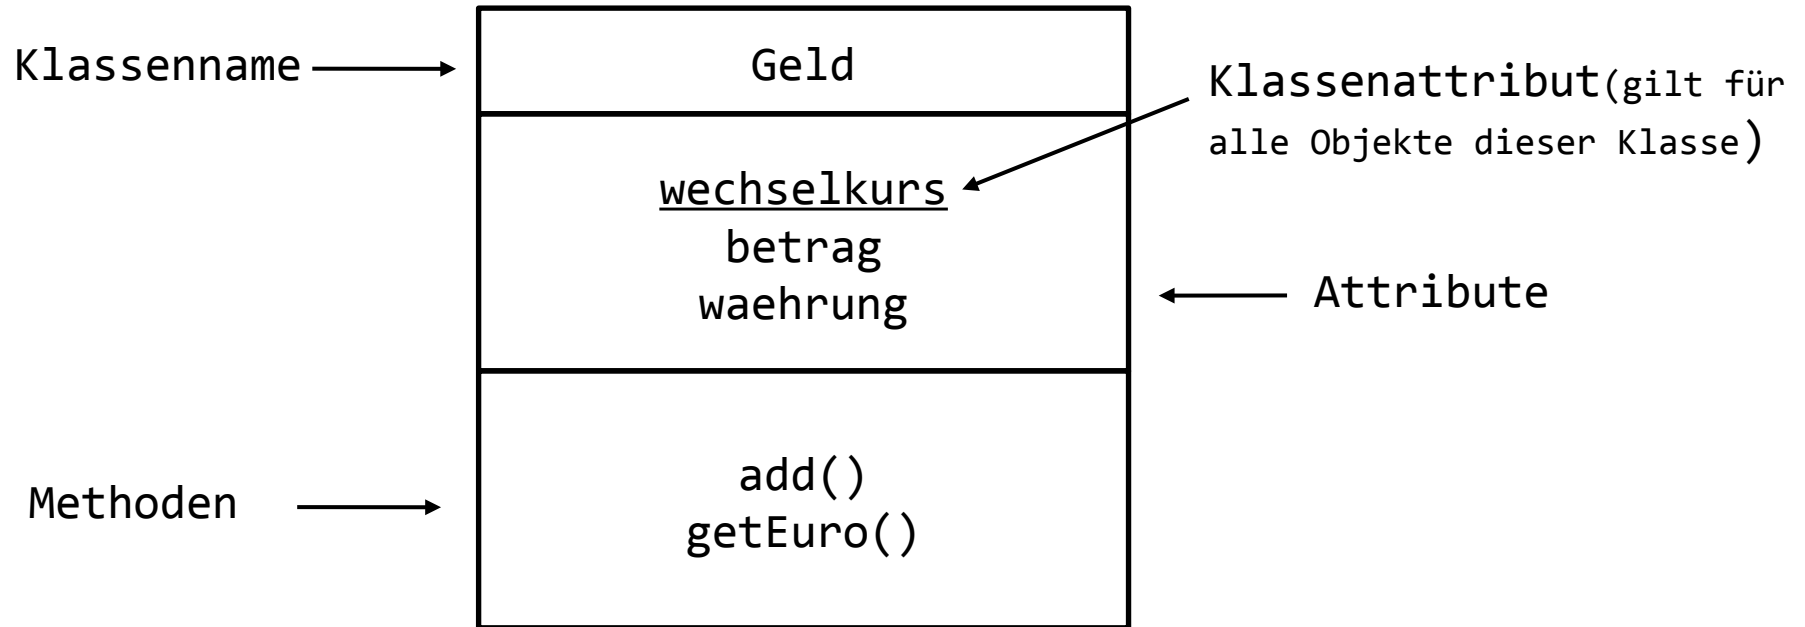 Klassenname
Geld
Klassenattribut(gilt für
alle Objekte dieser Klasse)
wechselkurs
betrag
waehrung
Attribute
add()
getEuro()
Methoden